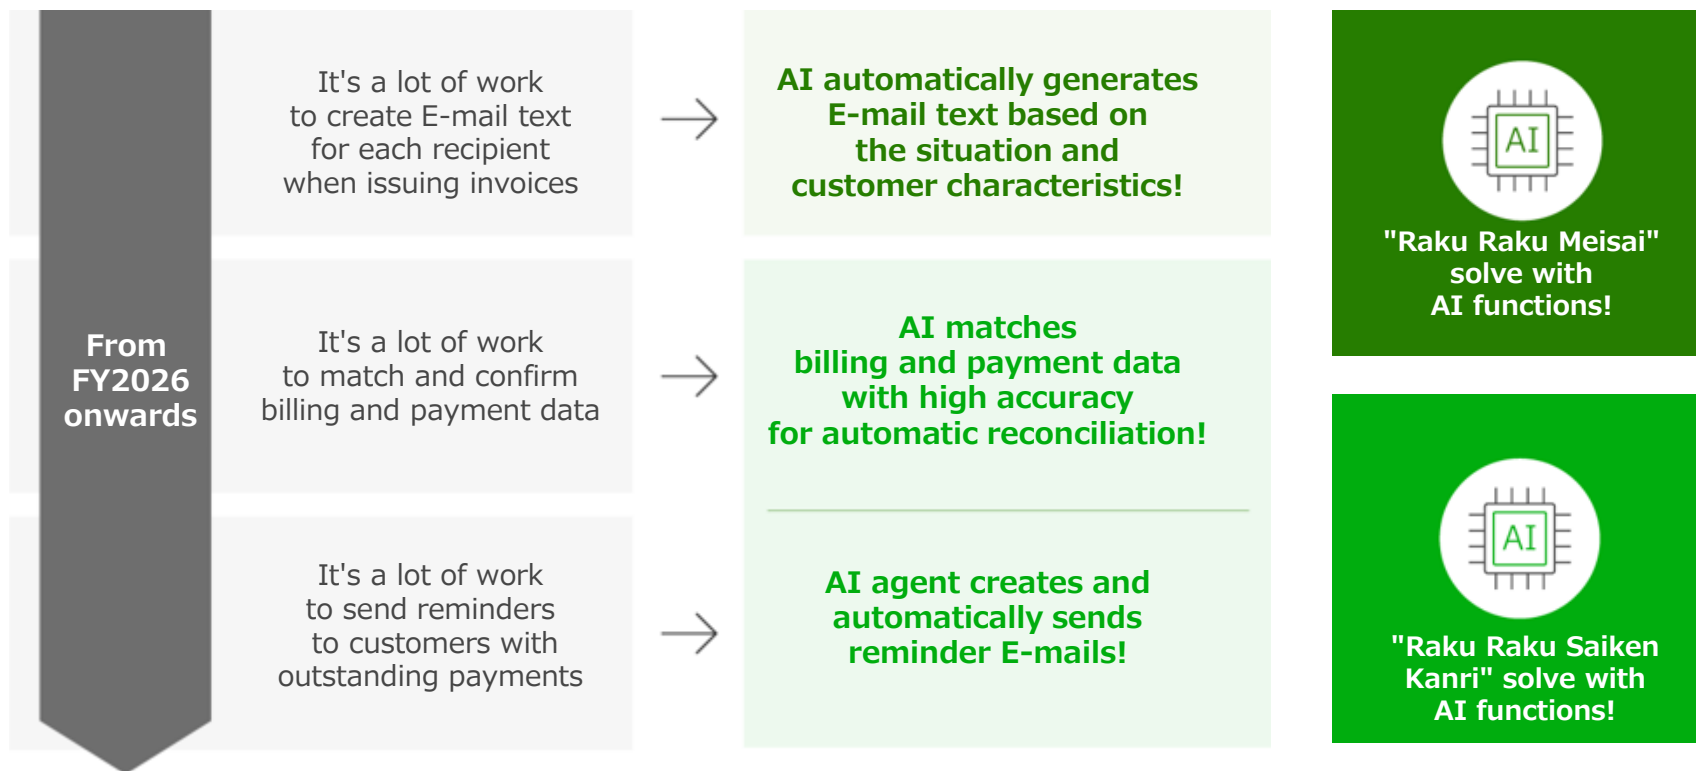 From
FY2026
onwards
It's a lot of work
to create E-mail text
for each recipient
when issuing invoices
AI automatically generates
E-mail text based on
the situation and
customer characteristics!
AI
"Raku Raku Meisai"
solve with
AI functions!
It's a lot of work
to match and confirm
billing and payment data
AI matches
billing and payment data
with high accuracy
for automatic reconciliation!
It's a lot of work
to send reminders
to customers with
outstanding payments
AI agent creates and
automatically sends
reminder E-mails!
AI
"Raku Raku Saiken
Kanri" solve with
AI functions!